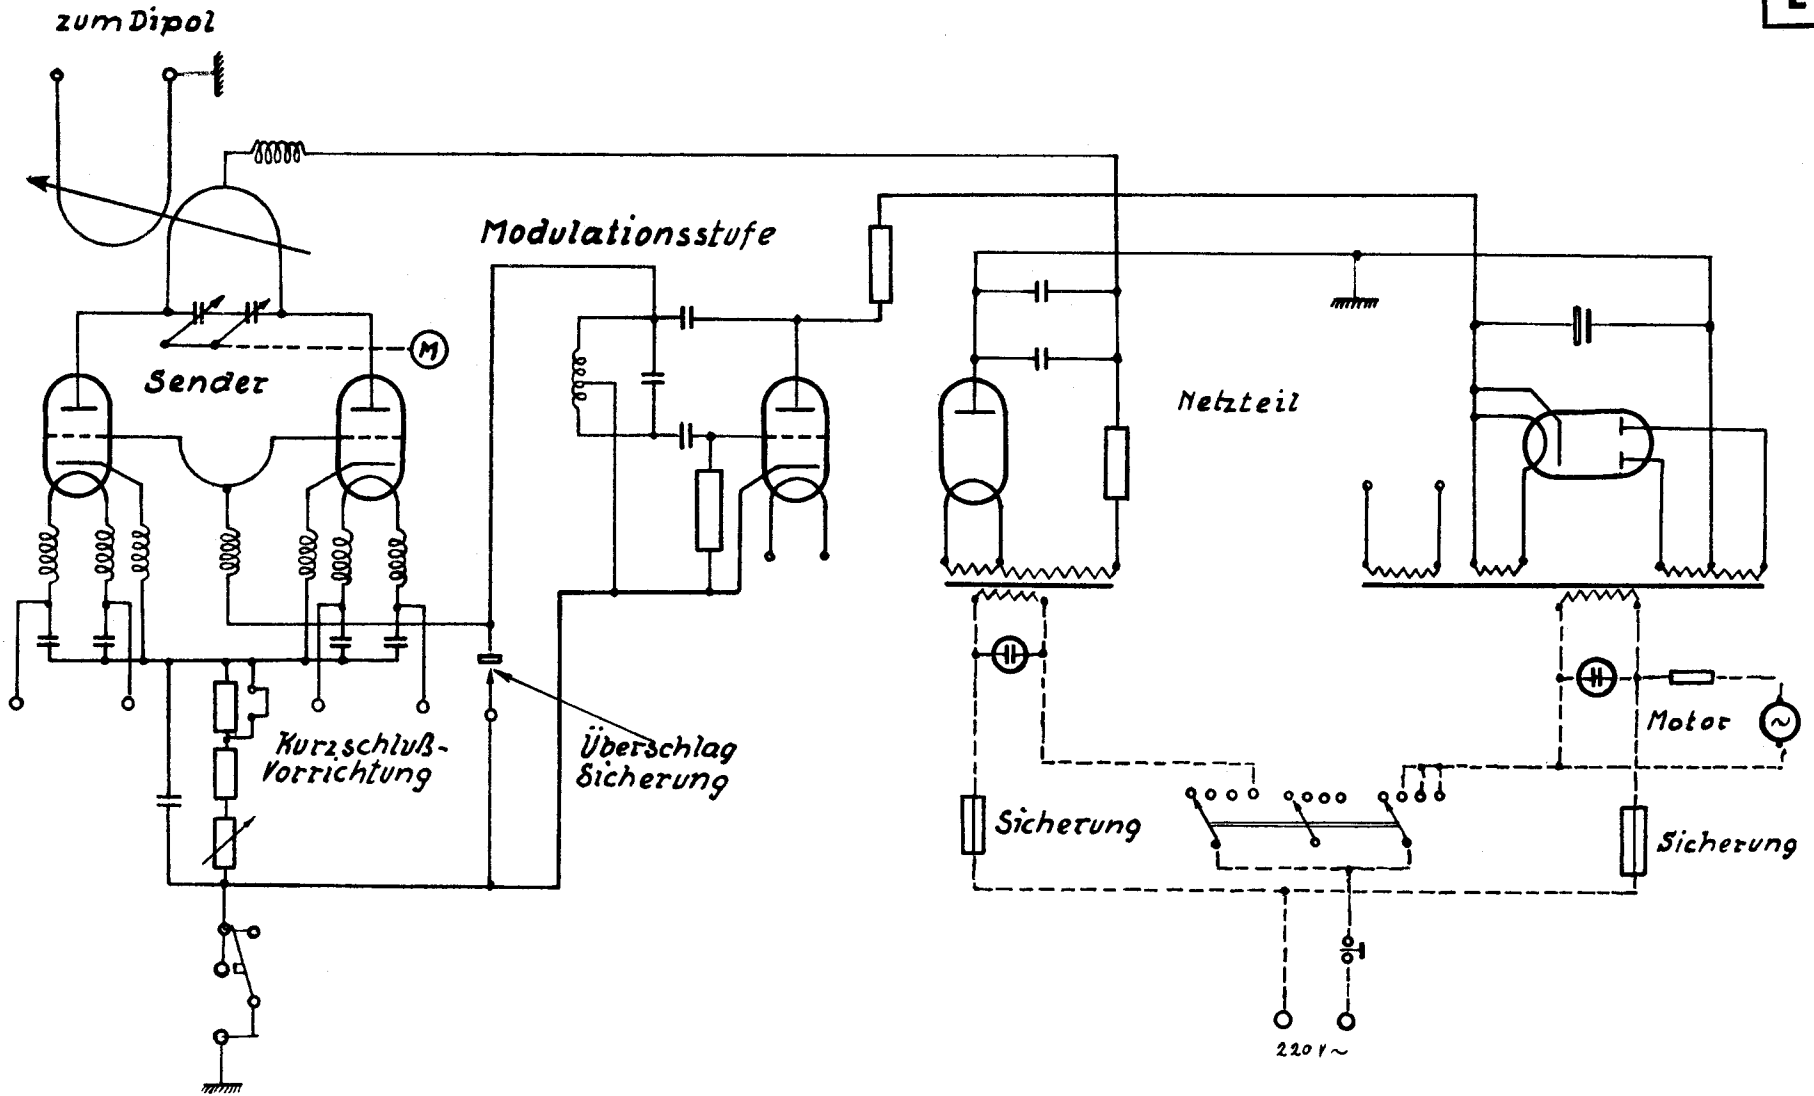 zum Dipol
Modulationsstufe
M
Sender
Netzteil
Kurzschluß-
Vorrichtung
Überschlag
Sicherung
Motor
Sicherung
Sicherung
220 V ~